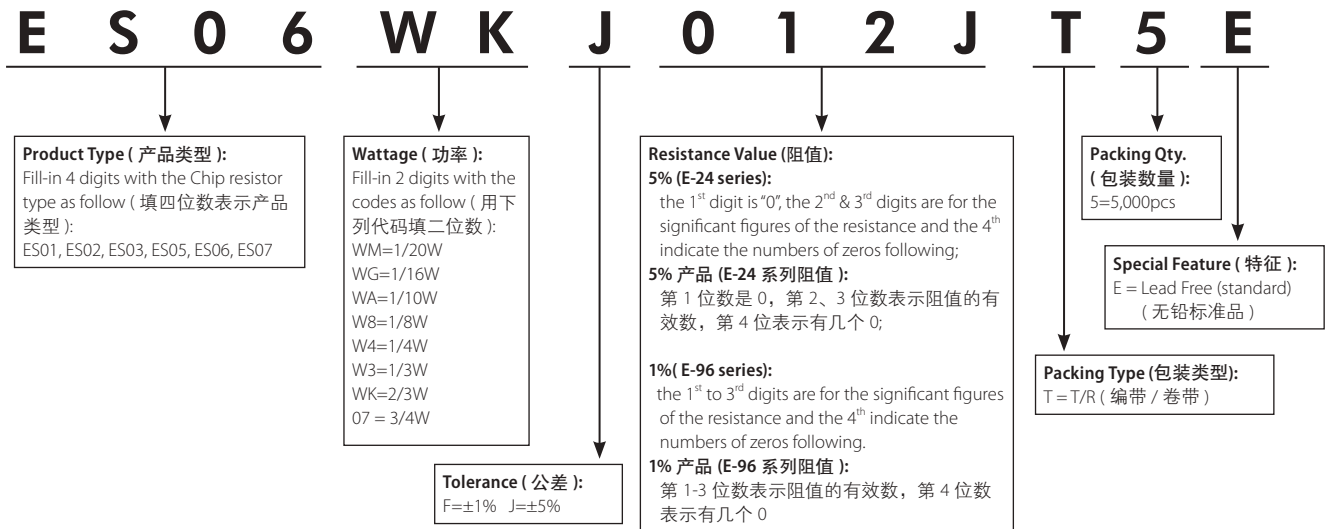 E S 0 6 W K J 0 1 2 J T 5 E
Product Type ( 产品类型 ):
Fill-in 4 digits with the Chip resistor
type as follow ( 填四位数表示产品
类型 ):
ES01, ES02, ES03, ES05, ES06, ES07
Wattage ( 功率 ):
Fill-in 2 digits with the
codes as follow ( 用下
列代码填二位数 ):
WM=1/20W
WG=1/16W
WA=1/10W
W8=1/8W
W4=1/4W
W3=1/3W
WK=2/3W
07 = 3/4W
Tolerance ( 公差 ):
F=±1% J=±5%
Resistance Value (阻值):
5% (E-24 series):
the 1st digit is “0”, the 2nd & 3rd digits are for the
significant figures of the resistance and the 4th
indicate the numbers of zeros following;
5% 产品 (E-24 系列阻值 ):
第 1 位数是 0，第 2、3 位数表示阻值的有
效数，第 4 位表示有几个 0;
1%( E-96 series):
the 1st to 3rd digits are for the significant figures
of the resistance and the 4th indicate the
numbers of zeros following.
1% 产品 (E-96 系列阻值 ):
第 1-3 位数表示阻值的有效数，第 4 位数
表示有几个 0
Packing Type (包装类型):
T = T/R ( 编带 / 卷带 )
Packing Qty.
( 包装数量 ):
5=5,000pcs
Special Feature ( 特征 ):
E = Lead Free (standard)
( 无铅标准品 )